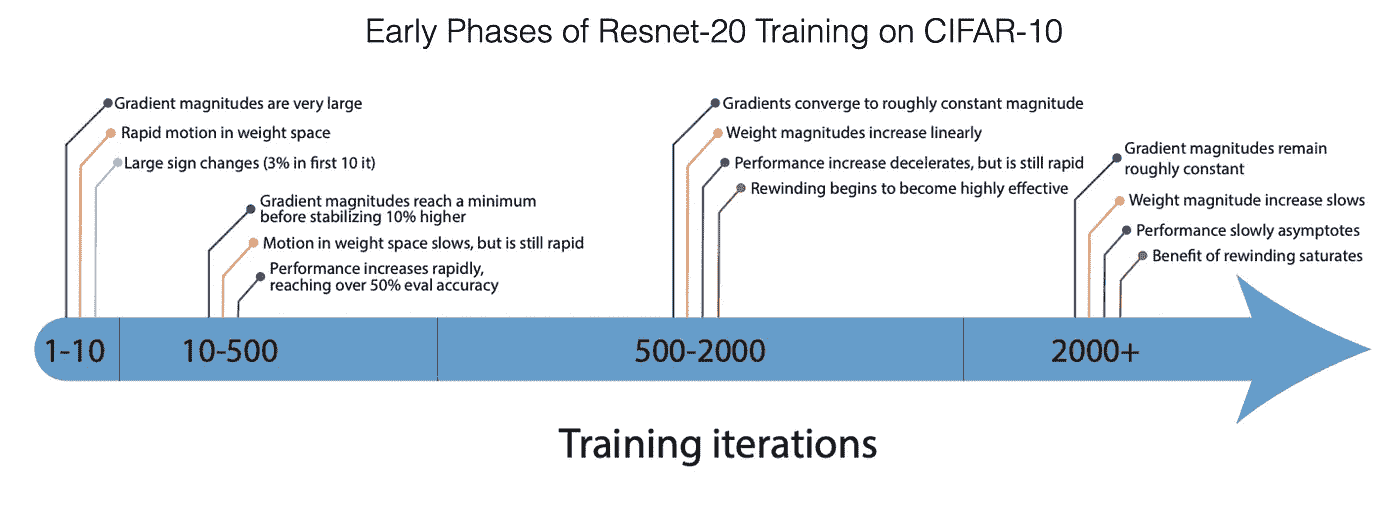 Early Phases of Resnet-20 Training on CIFAR-10
Gradient magnitudes are very large
Rapid motion in weight space
Large sign changes (3% in first 10 it)
Gradient magnitudes reach a minimum
before stabilizing 10% higher
Motion in weight space slows, but is still rapid
Performance increases rapidly,
reaching over 50% eval accuracy
Gradients converge to roughly constant magnitude
Weight magnitudes increase linearly
Performance increase decelerates, but is still rapid
Rewinding begins to become highly effective
Gradient magnitudes remain
roughly constant
Weight magnitude increase slows
Performance slowly asymptotes
Benefit of rewinding saturates
1-10
10-500
500-2000
2000+
Training iterations